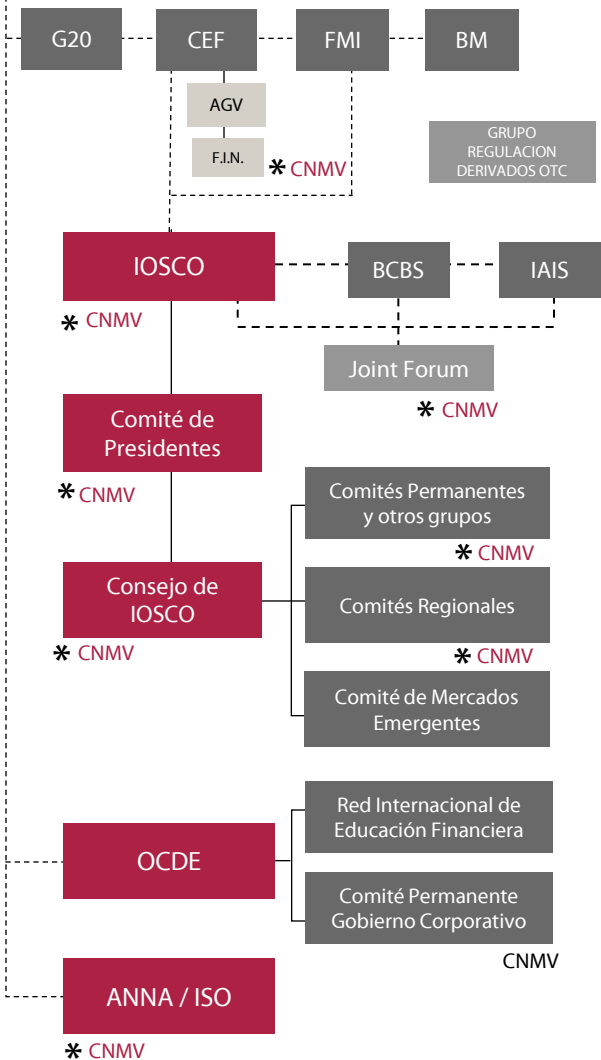 G20
CEF
FMI
BM
AGV
F.I.N.
* CNMV
GRUPO
REGULACION
DERIVADOS OTC
IOSCO
BCBS
IAIS
* CNMV
Joint Forum
* CNMV
Comité de
Presidentes
* CNMV
Comités Permanentes
y otros grupos
* CNMV
Consejo de
IOSCO
* CNMV
Comités Regionales
* CNMV
Comité de Mercados
Emergentes
Red Internacional de
Educación Financiera
OCDE
Comité Permanente
Gobierno Corporativo
CNMV
ANNA / ISO
* CNMV